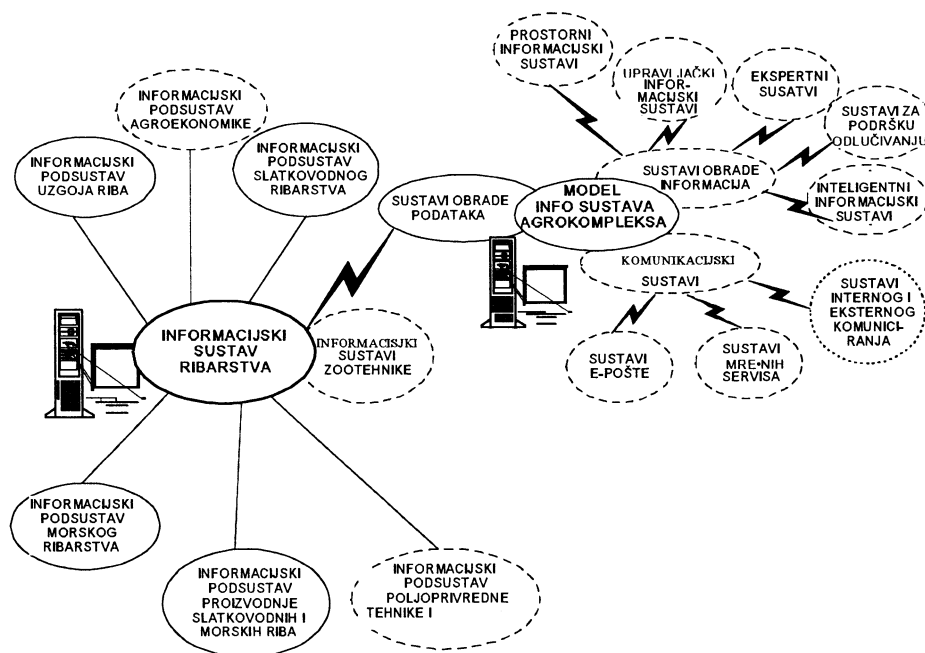 PROSTORNI
INFORMACIJSKI
SUSTAVI
UPRAVLJAČKI
INFOR-
MACIJSKI
SUSTAVI
EKSPERTNI
SUSATVI
SUSTAVI ZA
PODRŠKU
ODLUČIVANJU
INFORMACIJSKI
PODSUSTAV
AGROEKONOMIKE
INFORMACIJSKI
PODSUSTAV
UZGOJA RIBA
INFORMACIJSKI
PODSUSTAV
SLATKOVODNOG
RIBARSTVA
SUSTAVI OBRADE
PODATAKA
MODEL
INFO SUSTAVA
AGROKOMPLEKSA
SUSTAVI OBRADE
INFORMACIJA
INTELIGENTNI
INFORMACIJSKI
SUSTAVI
KOMUNIKACIJSKI
SUSTAVI
SUSTAVI
INTERNOG I
EKSTERNOG
KOMUNICI-
RANJA
INFORMACIJSKI
SUSTAV
RIBARSTVA
INFORMACISJKI
SUSTAVI
ZOOTEHNIKE
SUSTAVI
E-POŠTE
SUSTAVI
MRE•NIH
SERVISA
INFORMACIJSKI
PODSUSTAV
MORSKOG
RIBARSTVA
INFORMACIJSKI
PODSUSTAV
PROIZVODNJE
SLATKOVODNIH I
MORSKIH RIBA
INFORMACIJSKI
PODSUSTAV
POLJOPRIVREDNE
TEHNIKE I